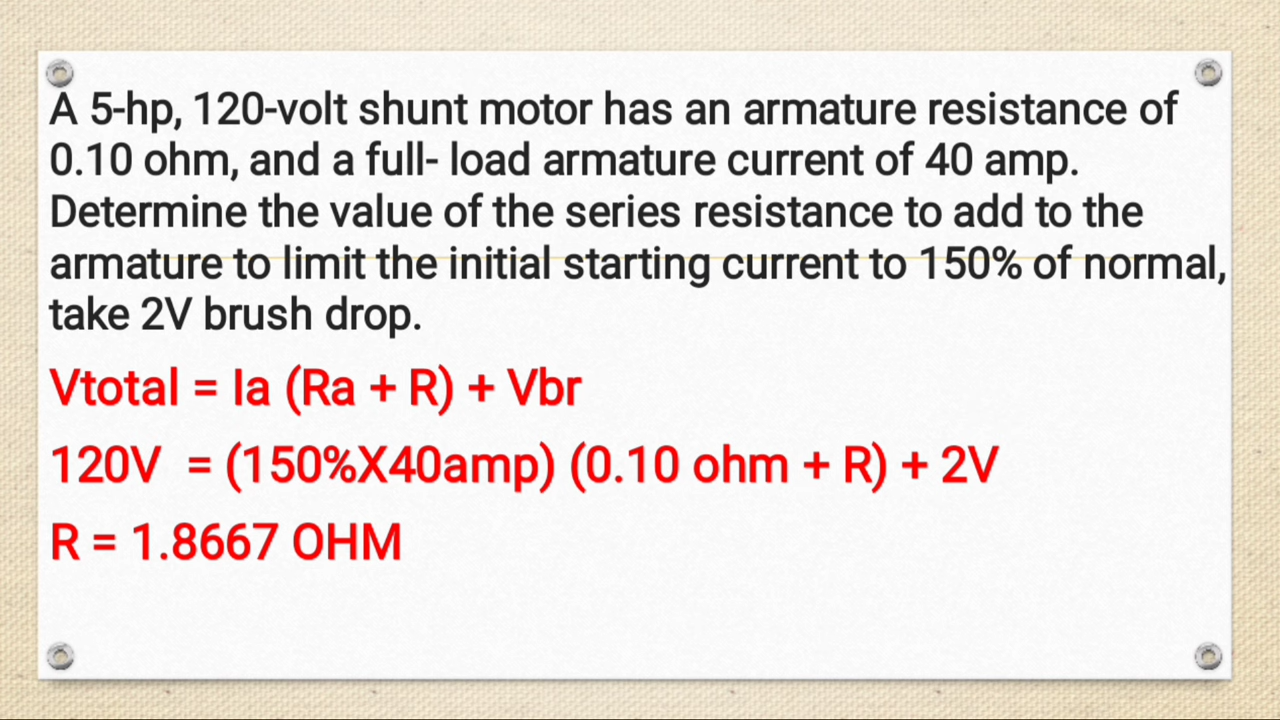 A 5-hp, 120-volt shunt motor has an armature resistance of
0.10 ohm, and a full- load armature current of 40 amp.
Determine the value of the series resistance to add to the
armature to limit the initial starting current to 150% of normal,
take 2V brush drop.
Vtotal = Ia (Ra + R) + Vbr
120V = (150%X40amp) (0.10 ohm + R) + 2V
R = 1.8667 OHM